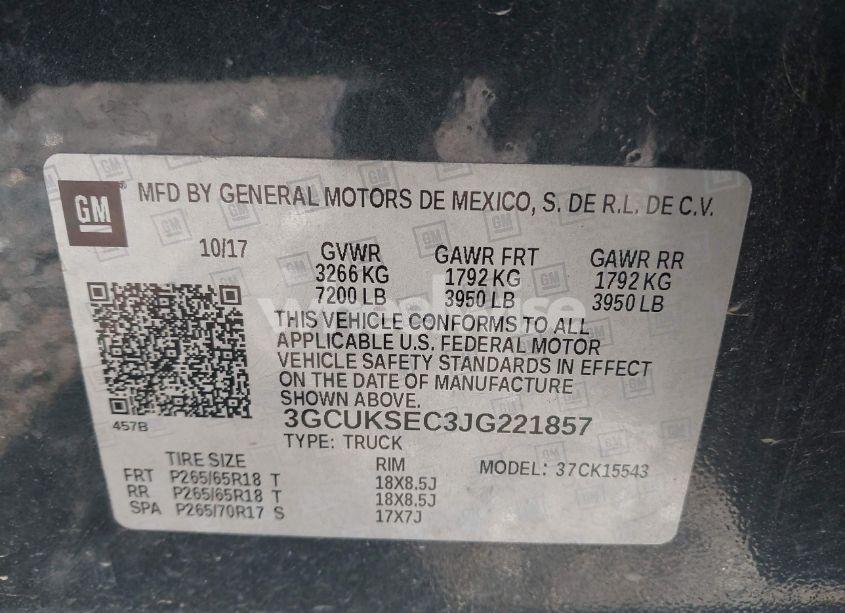 GM
MFD BY GENERAL MOTORS DE MEXICO, S. DE R.L. DE C.V.
10/17 GVWR GAWR FRT GAWR RR
3266 KG 1792 KG 1792 KG
7200 LB 3950 LB 3950 LB
THIS VEHICLE CONFORMS TO ALL
APPLICABLE U.S. FEDERAL MOTOR
VEHICLE SAFETY STANDARDS IN EFFECT
ON THE DATE OF MANUFACTURE
SHOWN ABOVE.
457B
3GCUKSEC3JG221857
TYPE: TRUCK
TIRE SIZE RIM MODEL: 37CK15543
FRT P265/65R18 T 18X8.5J
RR P265/65R18 T 18X8.5J
SPA P265/70R17 S 17X7J